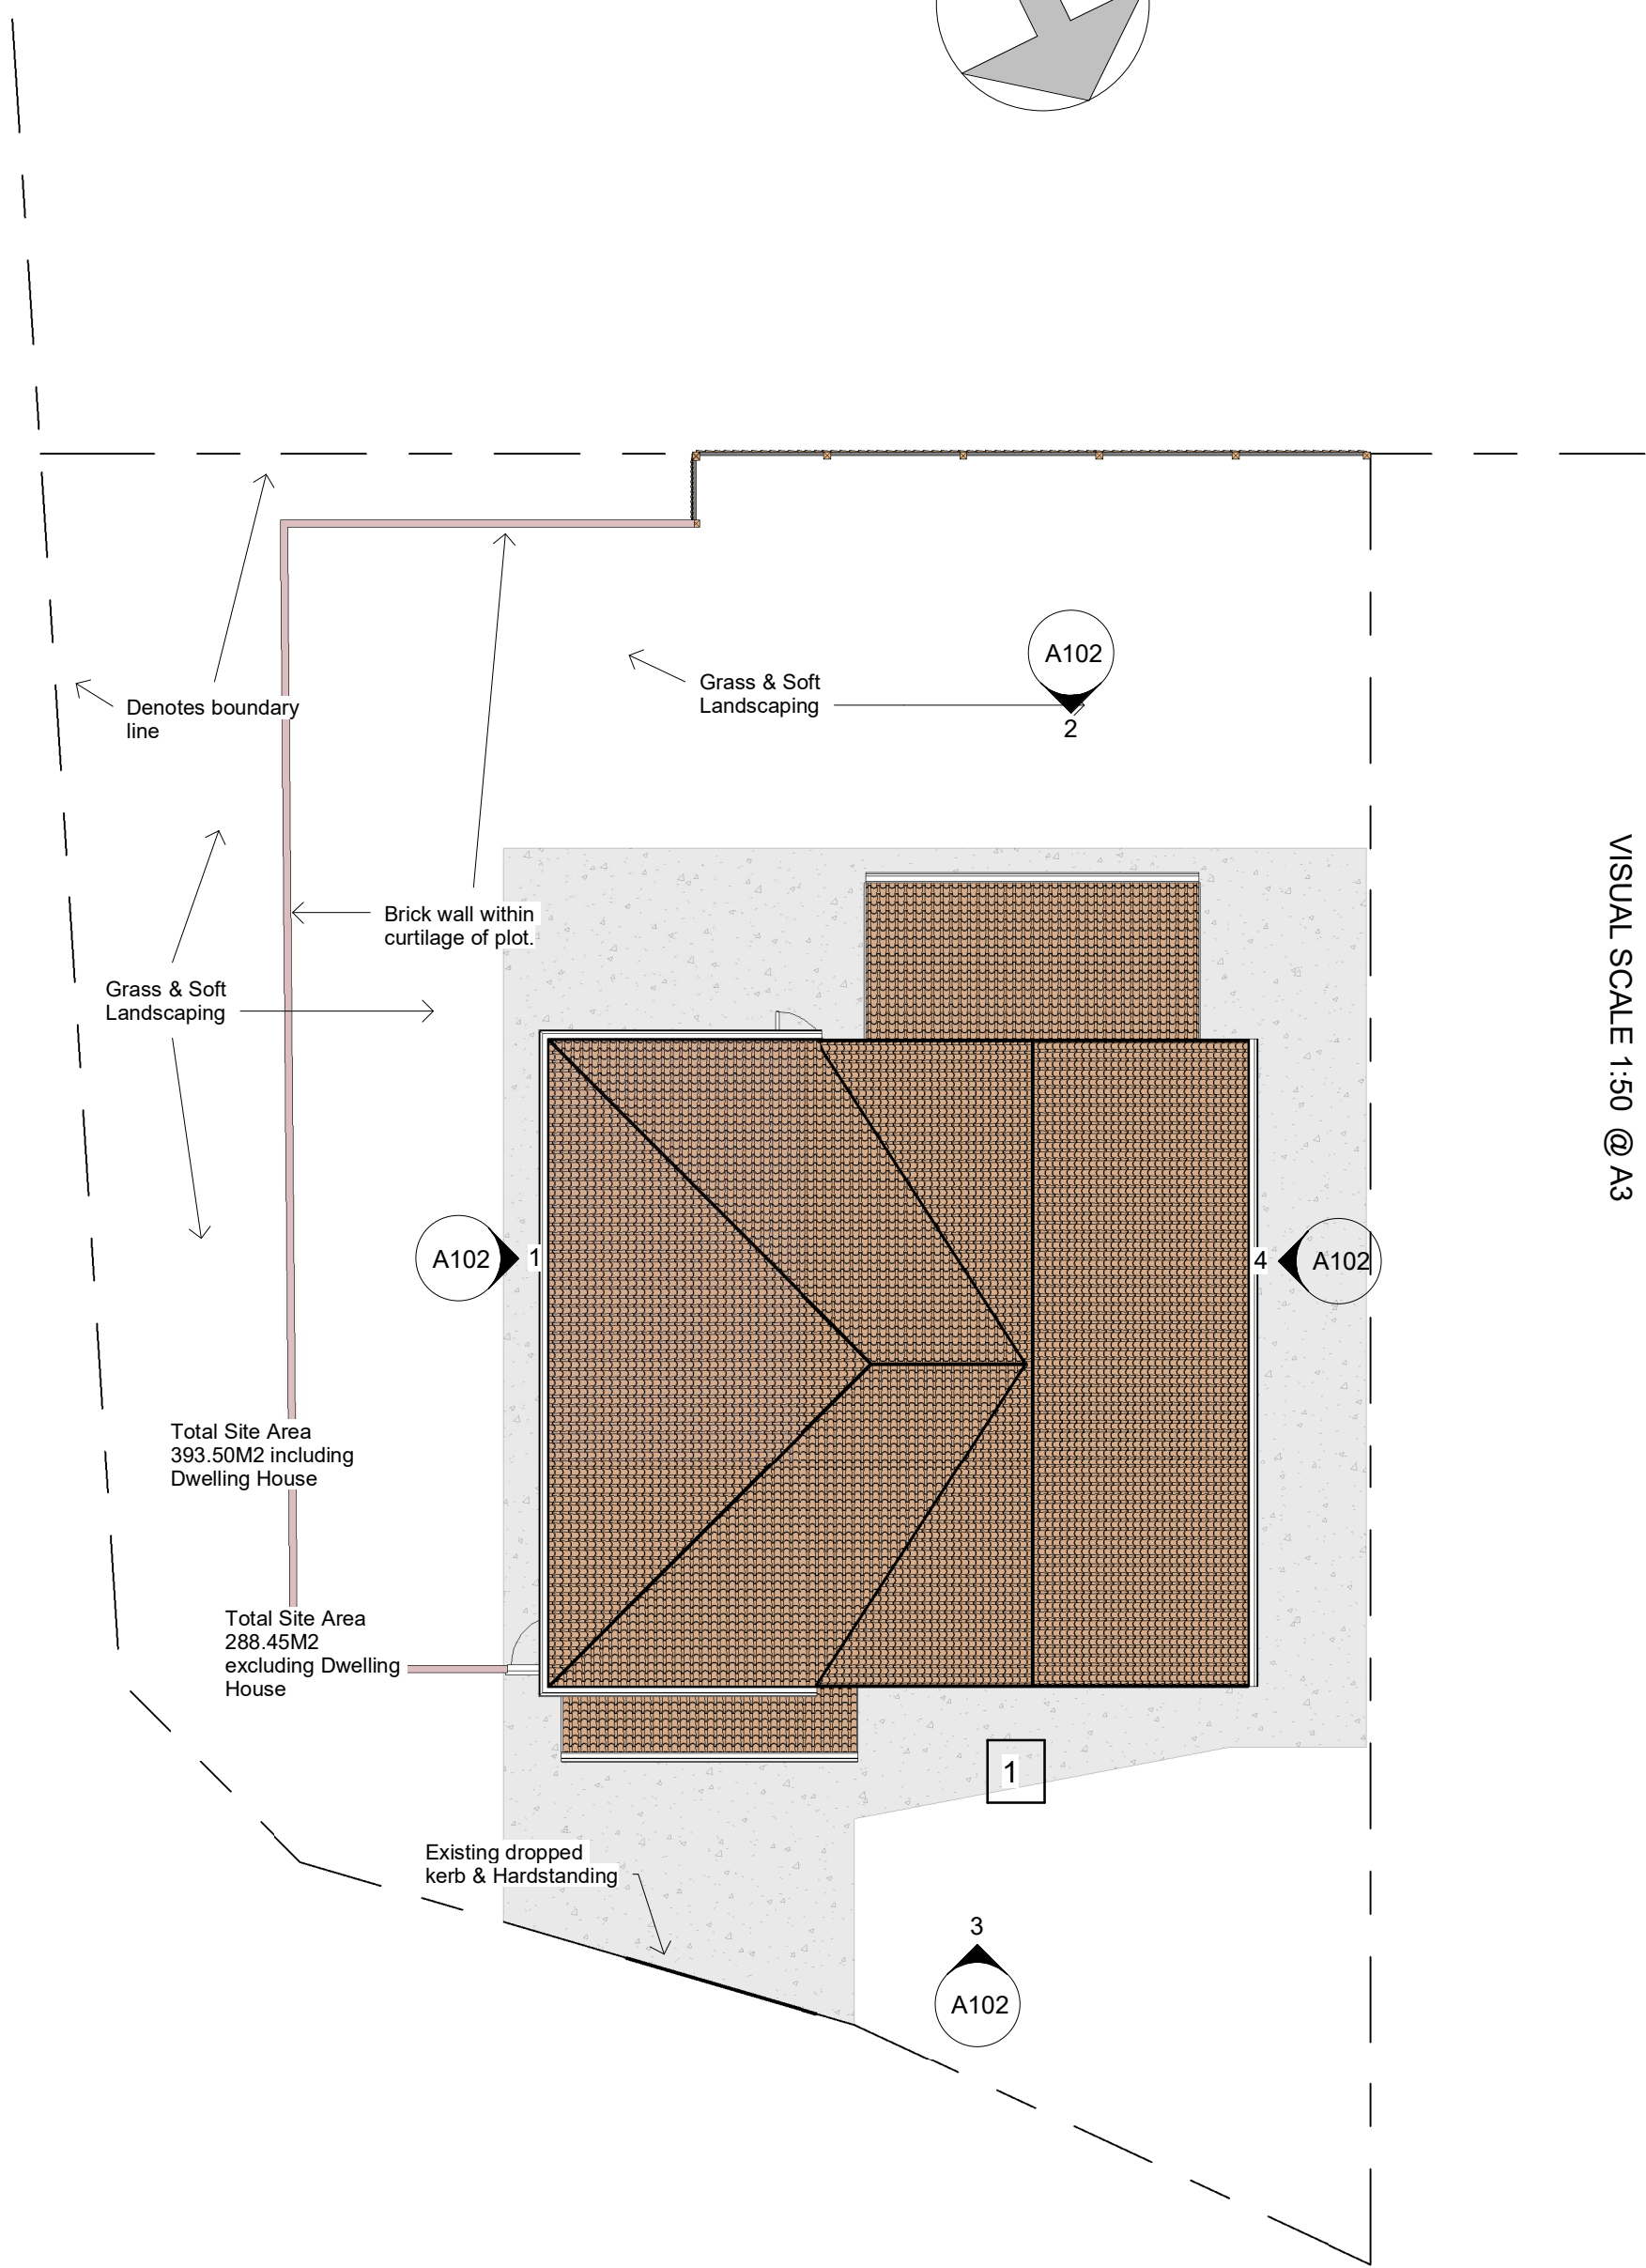 A102
2
Grass & Soft
Landscaping
Denotes boundary
line
VISUAL SCALE 1:50 @ A3
Brick wall within
curtilage of plot.
Grass & Soft
Landscaping
A102
1
4
A102
Total Site Area
393.50M2 including
Dwelling House
Total Site Area
288.45M2
excluding Dwelling
House
1
Existing dropped
kerb & Hardstanding
3
A102